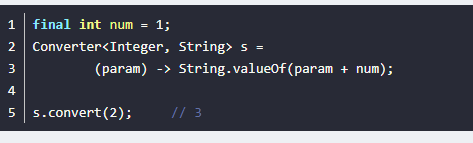 1 final int num = 1;
2 Converter<Integer, String> s =
3         (param) -> String.valueOf(param + num);
4
5 s.convert(2);     // 3